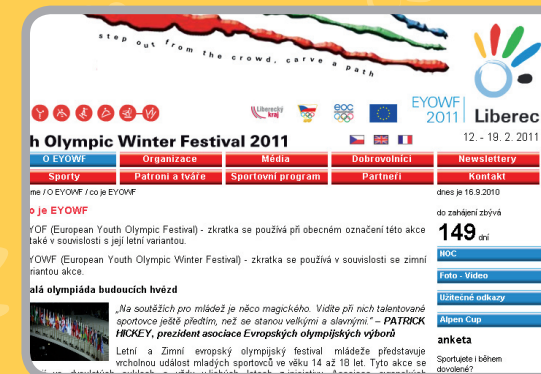 step out from the crowd, carve a path
Liberecký kraj
eoc
EYOWF 2011
Liberec
h Olympic Winter Festival 2011
12. - 19. 2. 2011
O EYOWF Organizace Média Dobrovolníci Newslettery
Sporty Patroni a tváře Sportovní program Partneři Kontakt
me / O EYOWF / co je EYOWF
dnes je 16.9.2010
o je EYOWF
YOF (European Youth Olympic Festival) - zkratka se používá při obecném označení této akce
také v souvislosti s její letní variantou.
YOWF (European Youth Olympic Winter Festival) - zkratka se používá v souvislosti se zimní
riantou akce.
alá olympiáda budoucích hvězd
„Na soutěžích pro mládež je něco magického. Vidíte při nich talentované
sportovce ještě předtím, než se stanou velkými a slavnými." – PATRICK
HICKEY, prezident asociace Evropských olympijských výborů
Letní a Zimní evropský olympijský festival mládeže představuje
vrcholnou událost mladých sportovců ve věku 14 až 18 let. Tyto akce se
do zahájení zbývá
149 dní
NOC
Foto - Video
Užitečné odkazy
Alpen Cup
anketa
Sportujete i během
dovolené?